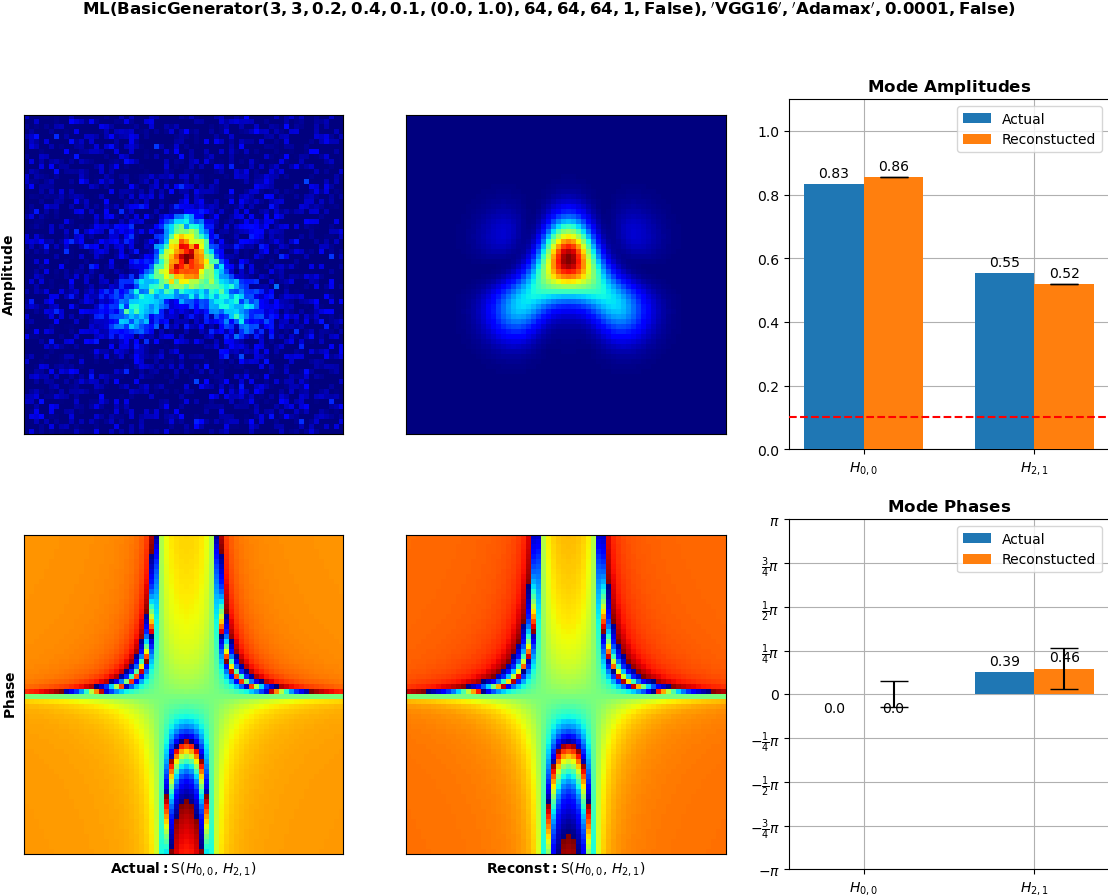 ML(BasicGenerator(3, 3, 0.2, 0.4, 0.1, (0.0, 1.0), 64, 64, 64, 1, False), ′VGG16′, ′Adamax′, 0.0001, False)
Mode Amplitudes
Amplitude
1.0
0.8
0.6
0.4
0.2
0.0
Actual
Reconstucted
0.83
0.86
0.55
0.52
H0, 0
H2, 1
Mode Phases
Phase
π
3/4π
1/2π
1/4π
0
−1/4π
−1/2π
−3/4π
−π
Actual
Reconstucted
0.0
0.0
0.39
0.46
H0, 0
H2, 1
Actual: S(H0, 0, H2, 1)
Reconst: S(H0, 0, H2, 1)